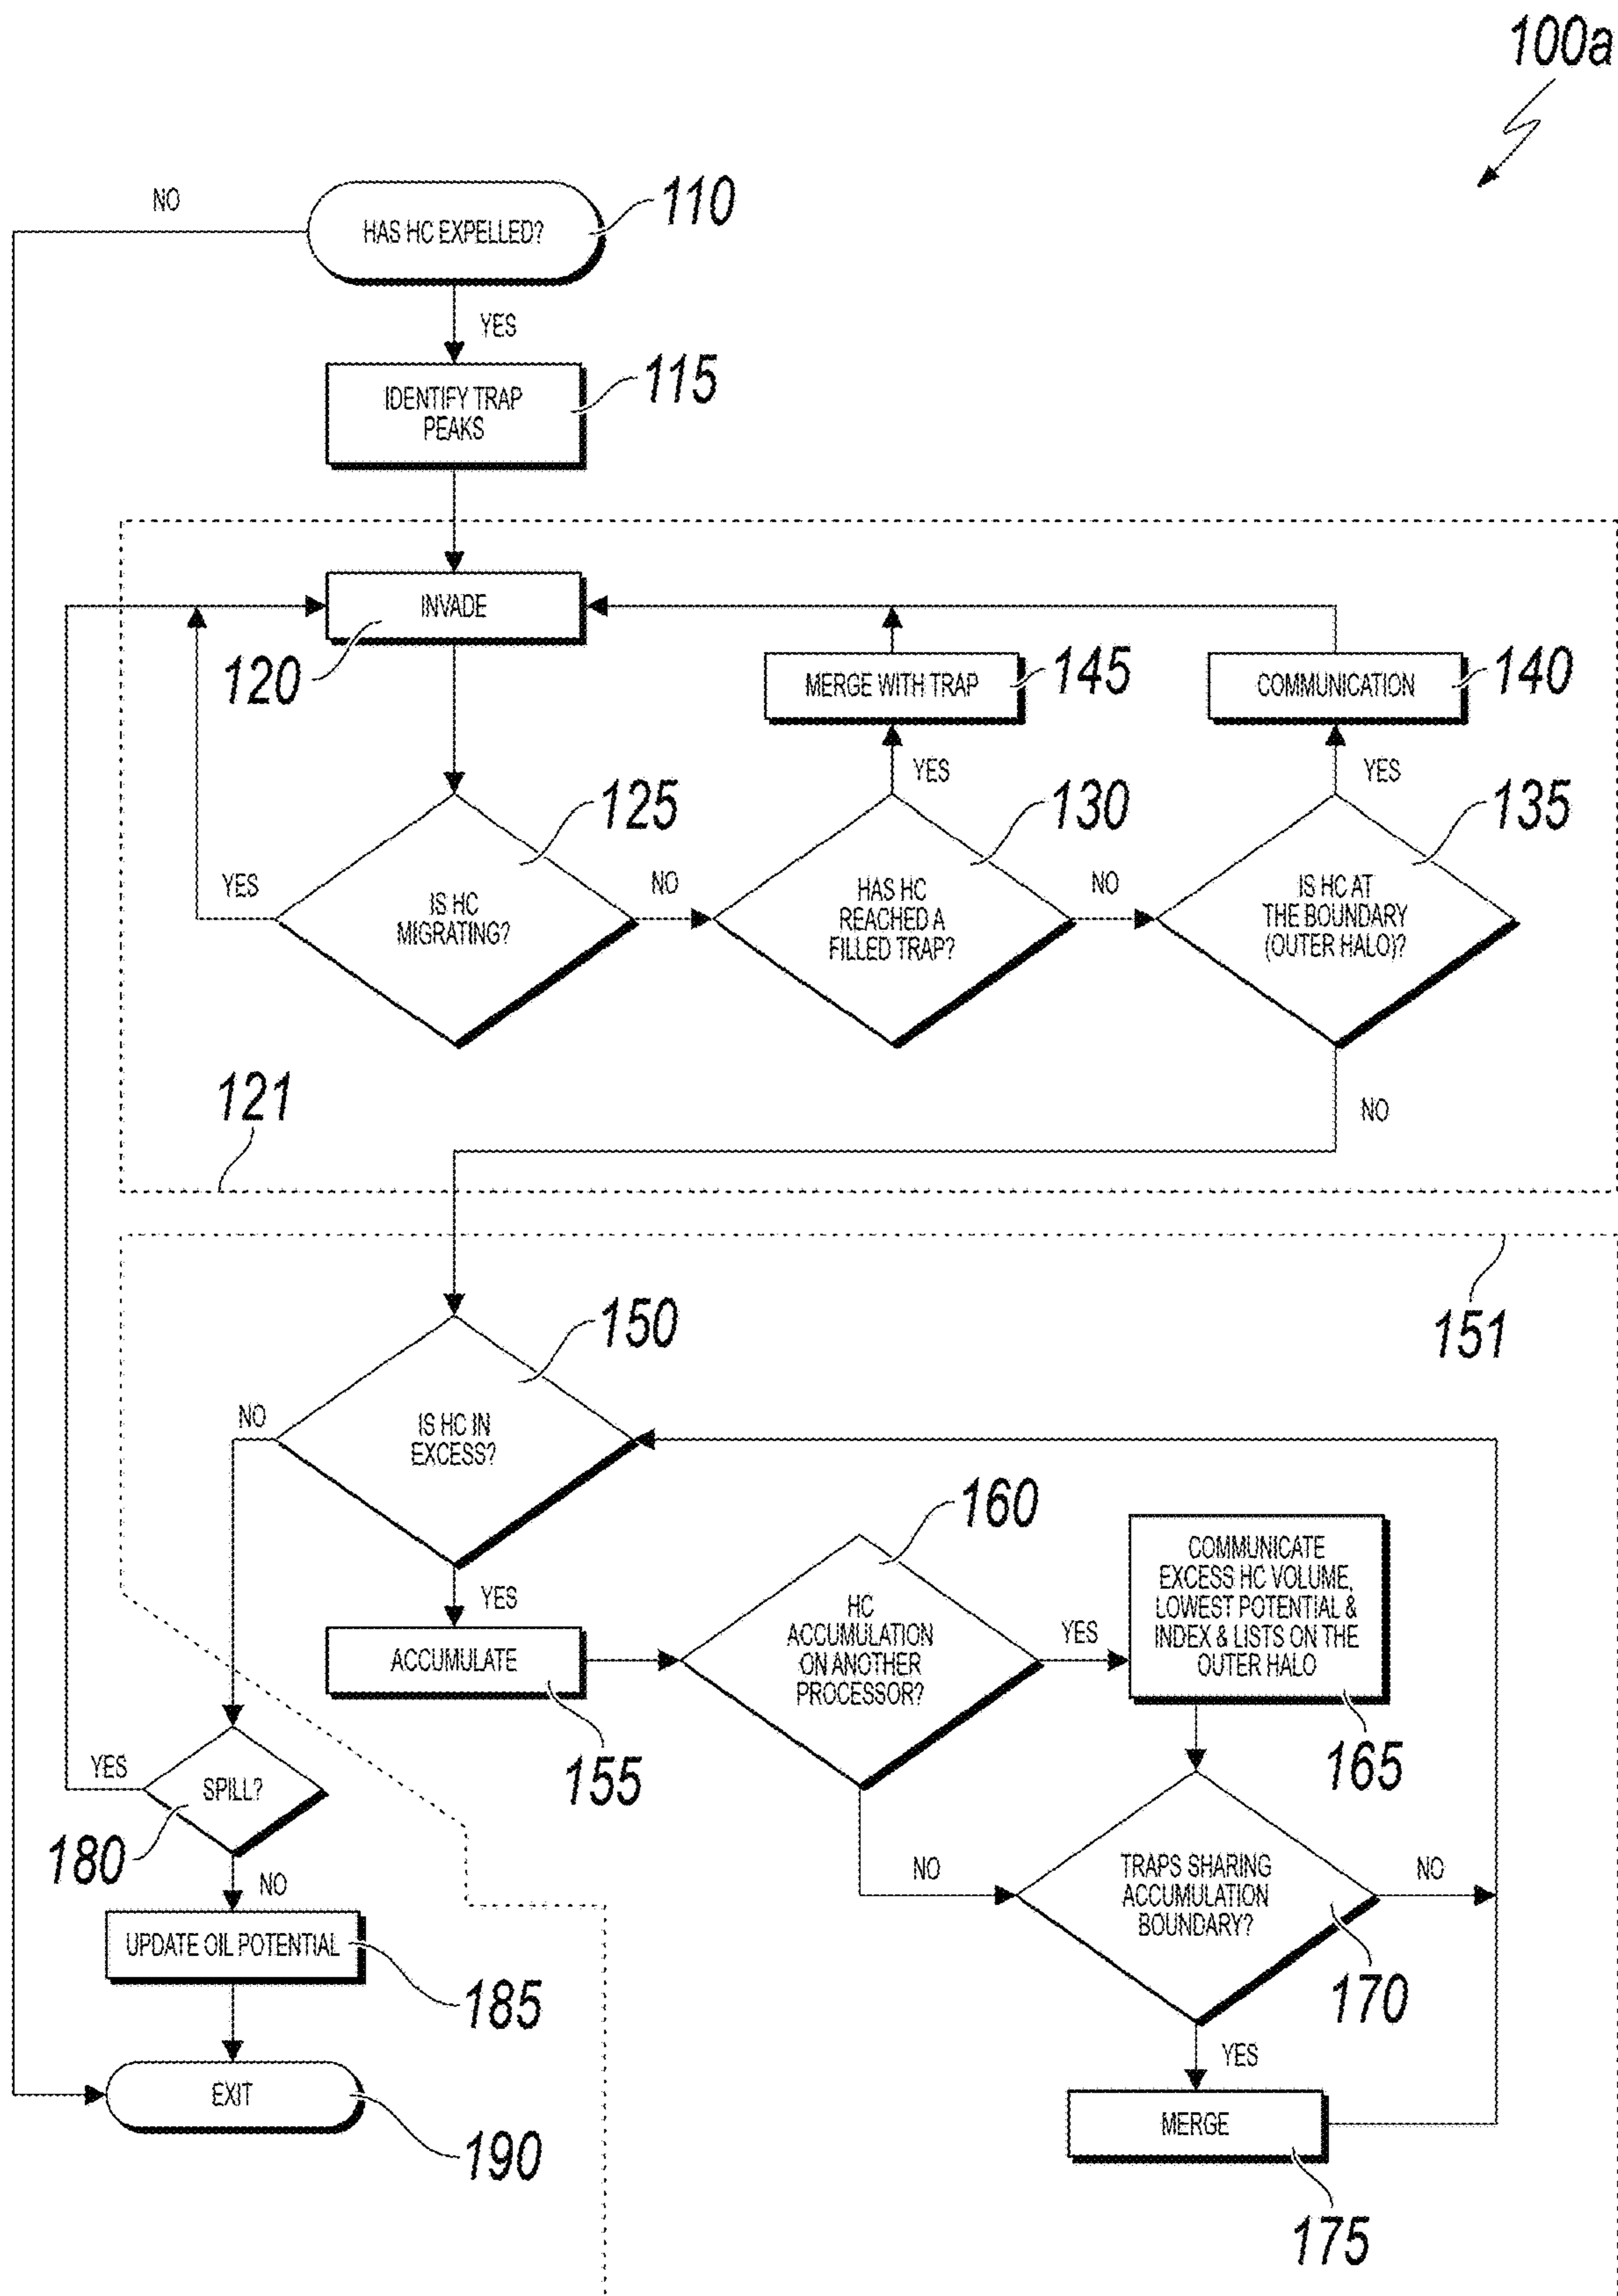 100a
NO
HAS HC EXPELLED?
110
YES
IDENTIFY TRAP
PEAKS
115
INVADE
120
MERGE WITH TRAP
145
COMMUNICATION
140
YES
YES
125
130
135
YES
IS HC
MIGRATING?
NO
HAS HC
REACHED A
FILLED TRAP?
NO
IS HC AT
THE BOUNDARY
(OUTER HALO)?
121
NO
151
150
NO
IS HC IN
EXCESS?
160
YES
ACCUMULATE
155
HC
ACCUMULATION
ON ANOTHER
PROCESSOR?
YES
COMMUNICATE
EXCESS HC VOLUME,
LOWEST POTENTIAL &
INDEX & LISTS ON THE
OUTER HALO
165
YES
SPILL?
180
NO
NO
TRAPS SHARING
ACCUMULATION
BOUNDARY?
NO
170
UPDATE OIL POTENTIAL
185
YES
EXIT
190
MERGE
175